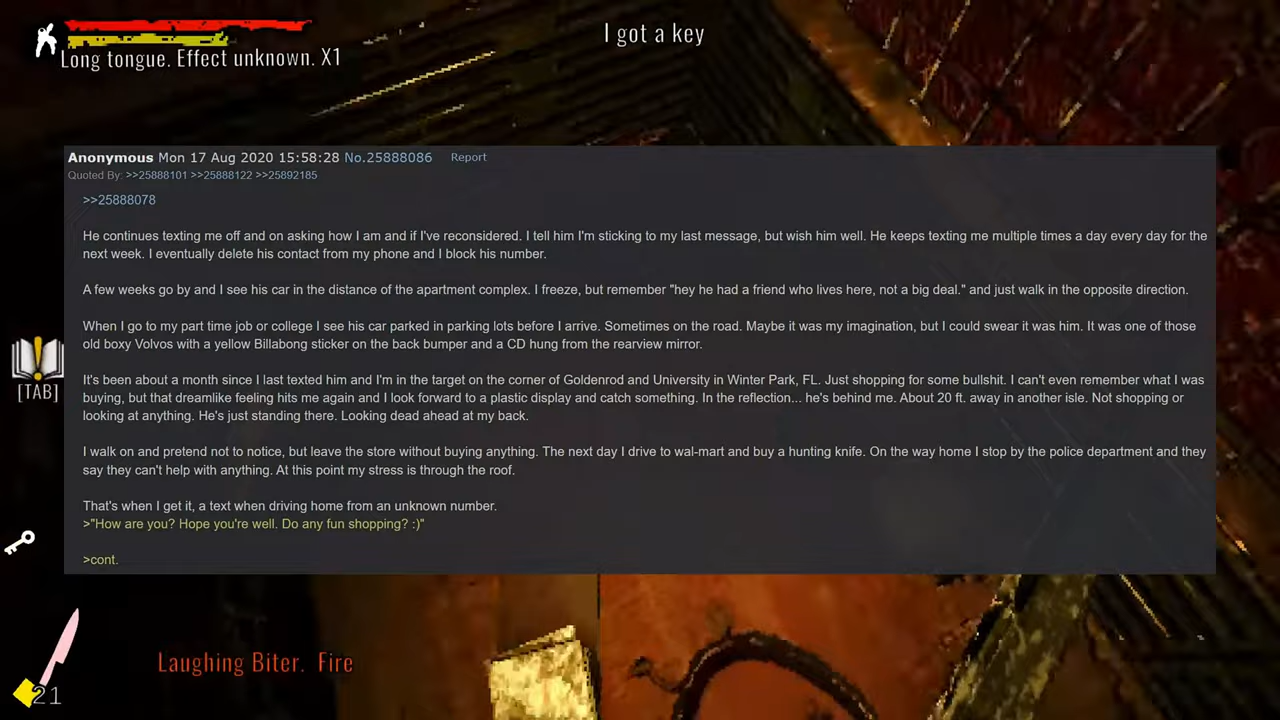 I got a key
Long tongue. Effect unknown. X1
Anonymous Mon 17 Aug 2020 15:58:28 No.25888086 Report
Quoted By: >>25888101 >>25888122 >>25892185
>>25888078
He continues texting me off and on asking how I am and if I've reconsidered. I tell him I'm sticking to my last message, but wish him well. He keeps texting me multiple times a day every day for the
next week. I eventually delete his contact from my phone and I block his number.
A few weeks go by and I see his car in the distance of the apartment complex. I freeze, but remember "hey he had a friend who lives here, not a big deal." and just walk in the opposite direction.
When I go to my part time job or college I see his car parked in parking lots before I arrive. Sometimes on the road. Maybe it was my imagination, but I could swear it was him. It was one of those
old boxy Volvos with a yellow Billabong sticker on the back bumper and a CD hung from the rearview mirror.
It's been about a month since I last texted him and I'm in the target on the corner of Goldenrod and University in Winter Park, FL. Just shopping for some bullshit. I can't even remember what I was
buying, but that dreamlike feeling hits me again and I look forward to a plastic display and catch something. In the reflection... he's behind me. About 20 ft. away in another isle. Not shopping or
looking at anything. He's just standing there. Looking dead ahead at my back.
I walk on and pretend not to notice, but leave the store without buying anything. The next day I drive to wal-mart and buy a hunting knife. On the way home I stop by the police department and they
say they can't help with anything. At this point my stress is through the roof.
That's when I get it, a text when driving home from an unknown number.
>"How are you? Hope you're well. Do any fun shopping? :)"
>cont.
[TAB]
Laughing Biter. Fire
21